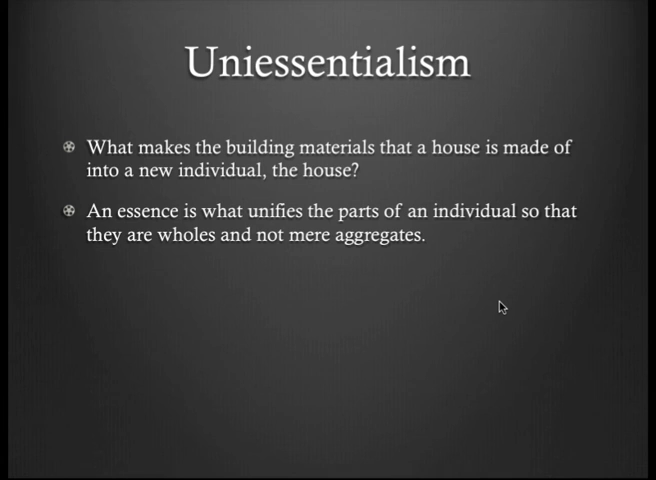 Uniessentialism
What makes the building materials that a house is made of
into a new individual, the house?
An essence is what unifies the parts of an individual so that
they are wholes and not mere aggregates.